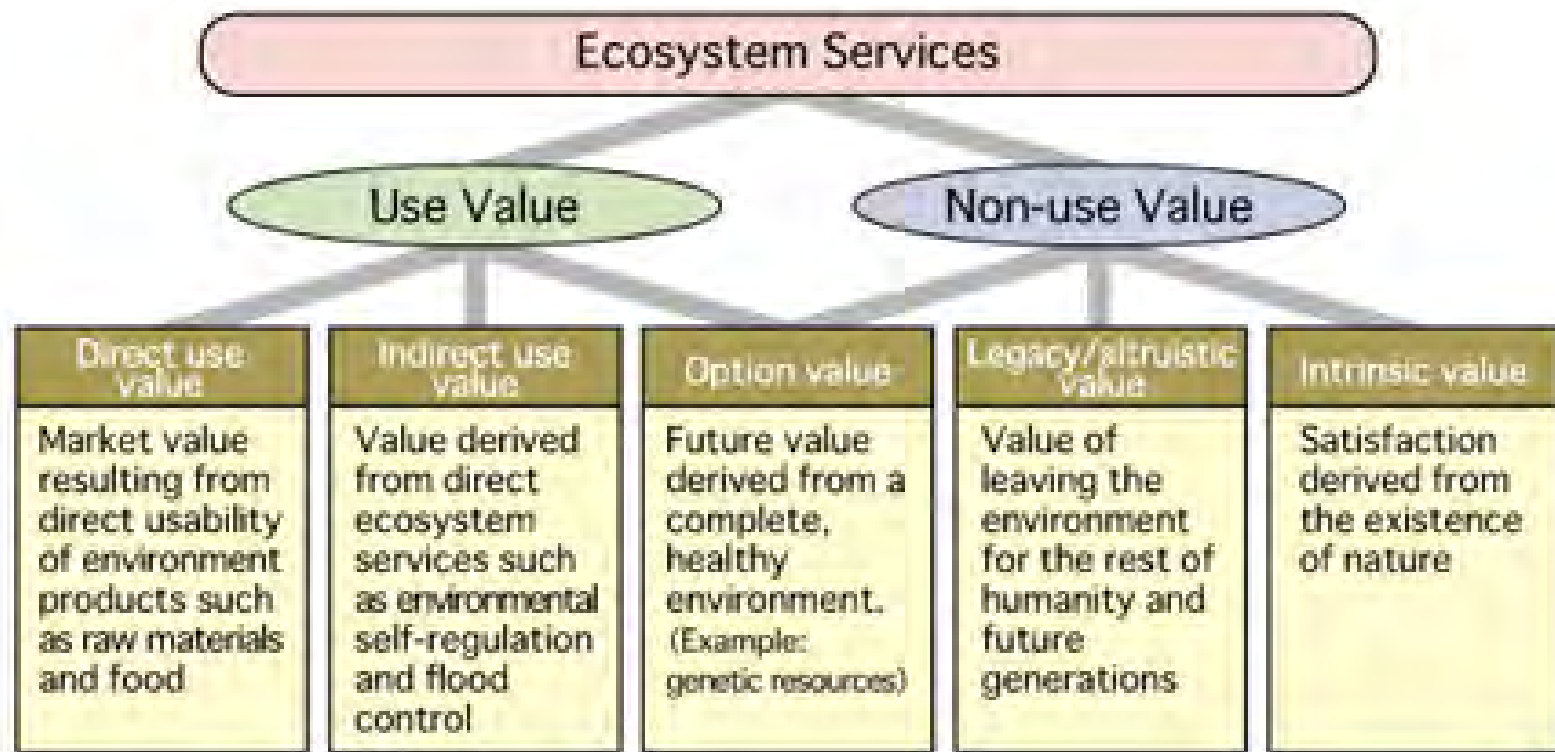 Ecosystem Services
Use Value
Non-use Value
Direct use
value
Market value
resulting from
direct usability
of environment
products such
as raw materials
and food
Indirect use
value
Value derived
from direct
ecosystem
services such
as environmental
self-regulation
and flood
control
Option value
Future value
derived from a
complete,
healthy
environment.
(Example:
genetic resources)
Legacy/altruistic
value
Value of
leaving the
environment
for the rest of
humanity and
future
generations
Intrinsic value
Satisfaction
derived from
the existence
of nature